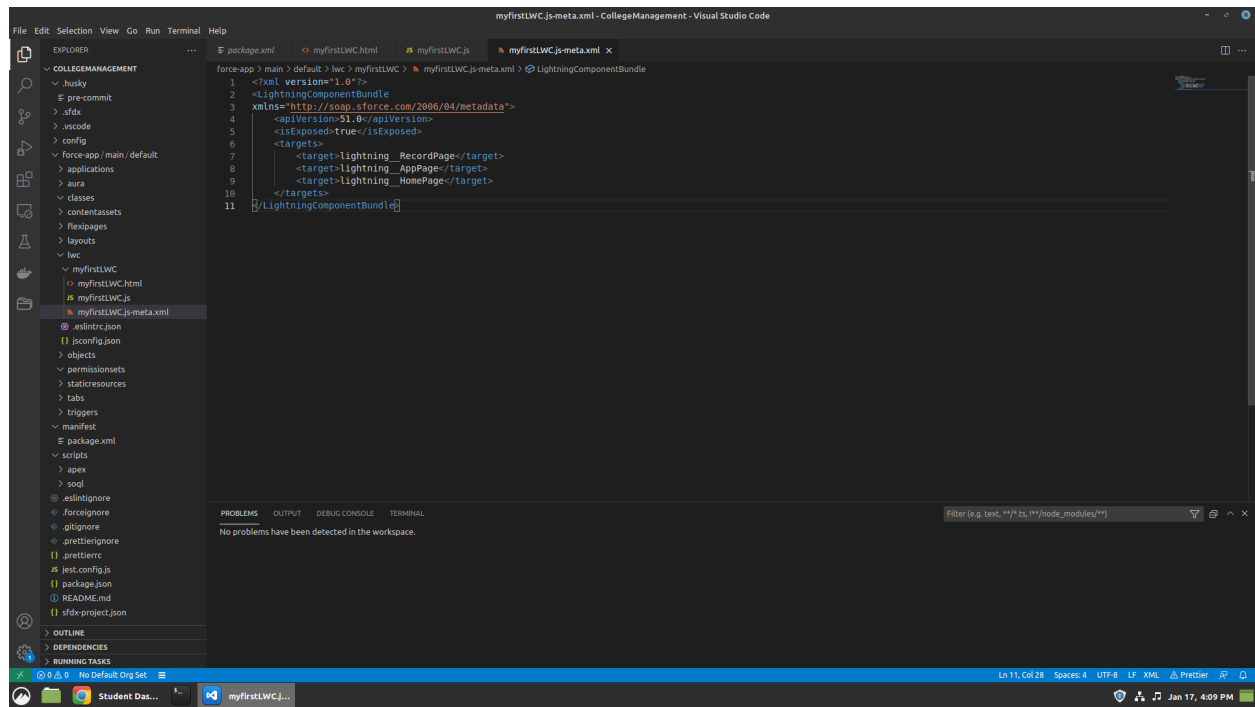 myfirstLWC.js-meta.xml - CollegeManagement - Visual Studio Code
File Edit Selection View Go Run Terminal Help
EXPLORER
COLLEGEMANAGEMENT
.husky
pre-commit
.sfdx
.vscode
config
force-app / main / default
applications
aura
classes
contentassets
flexipages
layouts
lwc
myfirstLWC
myfirstLWC.html
JS myfirstLWC.js
myfirstLWC.js-meta.xml
.eslintrc.json
{} jsconfig.json
objects
permissionsets
staticresources
tabs
triggers
manifest
package.xml
scripts
apex
soql
.eslintignore
.forceignore
.gitignore
.prettierignore
{} .prettierrc
JS jest.config.js
{} package.json
README.md
{} sfdx-project.json
OUTLINE
DEPENDENCIES
RUNNING TASKS
package.xml myfirstLWC.html JS myfirstLWC.js myfirstLWC.js-meta.xml
force-app > main > default > lwc > myfirstLWC > myfirstLWC.js-meta.xml > LightningComponentBundle
1 <?xml version="1.0"?>
2 <LightningComponentBundle
3 xmlns="http://soap.sforce.com/2006/04/metadata">
4 <apiVersion>51.0</apiVersion>
5 <isExposed>true</isExposed>
6 <targets>
7 <target>lightning__RecordPage</target>
8 <target>lightning__AppPage</target>
9 <target>lightning__HomePage</target>
10 </targets>
11 </LightningComponentBundle>
PROBLEMS OUTPUT DEBUG CONSOLE TERMINAL
Filter (e.g. text, **/*.ts, !**/node_modules/**)
No problems have been detected in the workspace.
1
0 0 No Default Org Set
Ln 11, Col 28 Spaces: 4 UTF-8 LF XML Prettier
Student Das... myfirstLWC.j... Jan 17, 4:09 PM